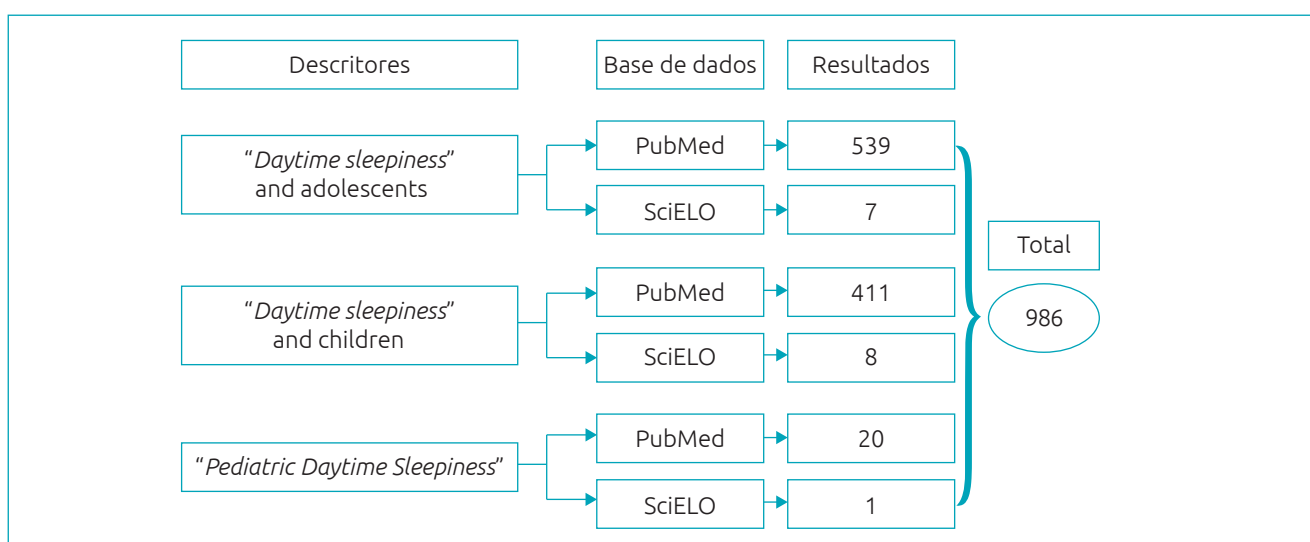 Descritores
Base de dados
Resultados
“Daytime sleepiness”
and adolescents
PubMed
539
SciELO
7
“Daytime sleepiness”
and children
PubMed
411
SciELO
8
“Pediatric Daytime Sleepiness”
PubMed
20
SciELO
1
Total
986